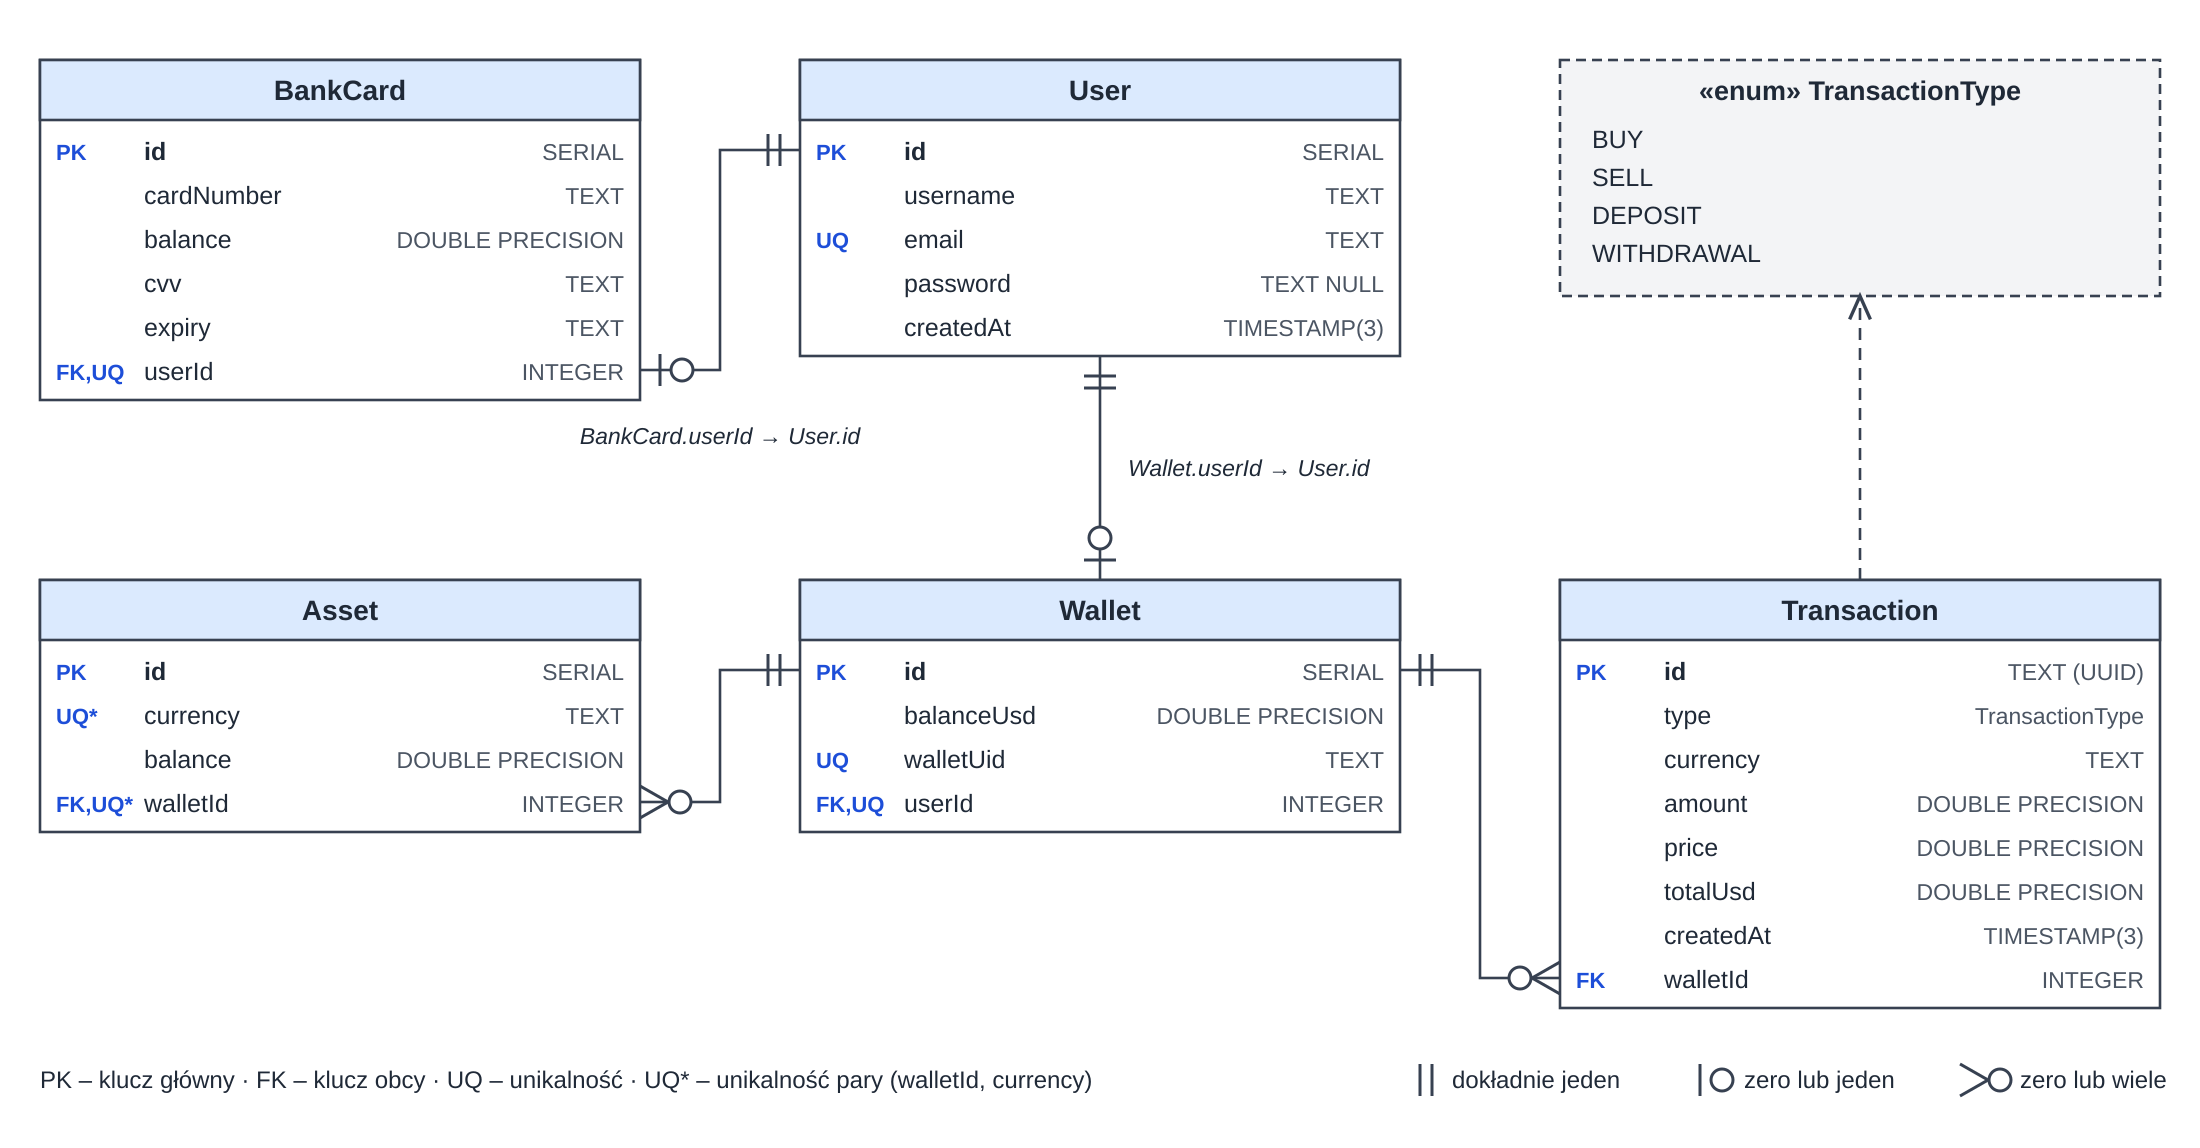 BankCard
PK id SERIAL
cardNumber TEXT
balance DOUBLE PRECISION
cvv TEXT
expiry TEXT
FK,UQ userId INTEGER
User
PK id SERIAL
username TEXT
UQ email TEXT
password TEXT NULL
createdAt TIMESTAMP(3)
«enum» TransactionType
BUY
SELL
DEPOSIT
WITHDRAWAL
BankCard.userId → User.id
Wallet.userId → User.id
Asset
PK id SERIAL
UQ* currency TEXT
balance DOUBLE PRECISION
FK,UQ* walletId INTEGER
Wallet
PK id SERIAL
balanceUsd DOUBLE PRECISION
UQ walletUid TEXT
FK,UQ userId INTEGER
Transaction
PK id TEXT (UUID)
type TransactionType
currency TEXT
amount DOUBLE PRECISION
price DOUBLE PRECISION
totalUsd DOUBLE PRECISION
createdAt TIMESTAMP(3)
FK walletId INTEGER
PK – klucz główny · FK – klucz obcy · UQ – unikalność · UQ* – unikalność pary (walletId, currency)
dokładnie jeden
zero lub jeden
zero lub wiele